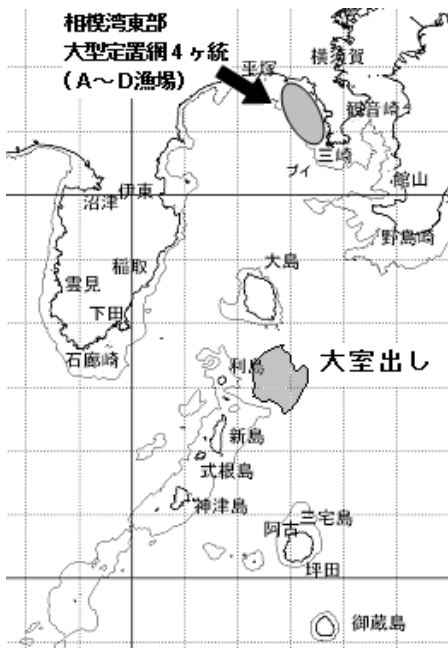 相模湾東部
大型定置網4ヶ統
(A～D漁場)
平塚
横須賀
観音崎
三崎
ブイ
館山
野島崎
沼津
伊東
稲取
雲見
下田
石廊崎
大島
利島
大室出し
新島
式根島
神津島
三宅島
阿古
坪田
御蔵島